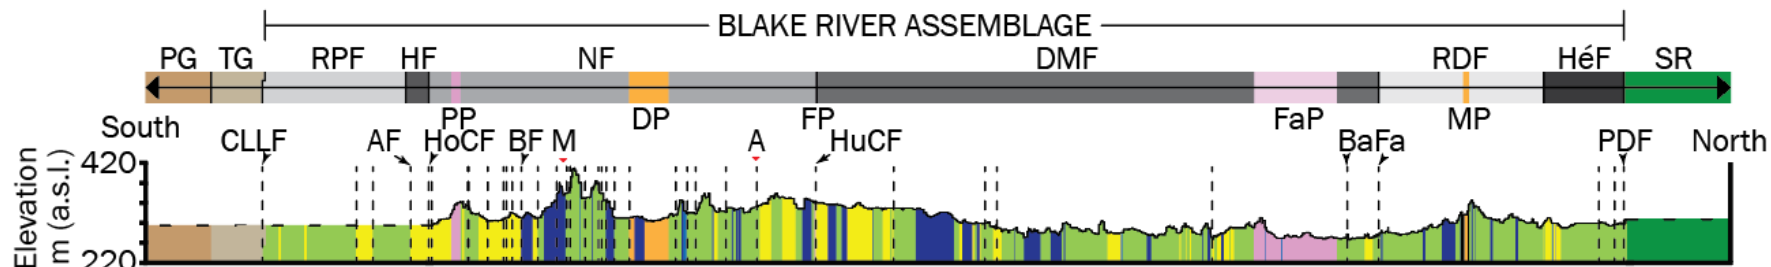 BLAKE RIVER ASSEMBLAGE
PG TG RPF HF NF DMF RDF HéF SR
PP DP FP FaP MP
South CLLF AF HoCF BF M A HuCF BaFa PDF North
Elevation
m (a.s.l.)
420
220